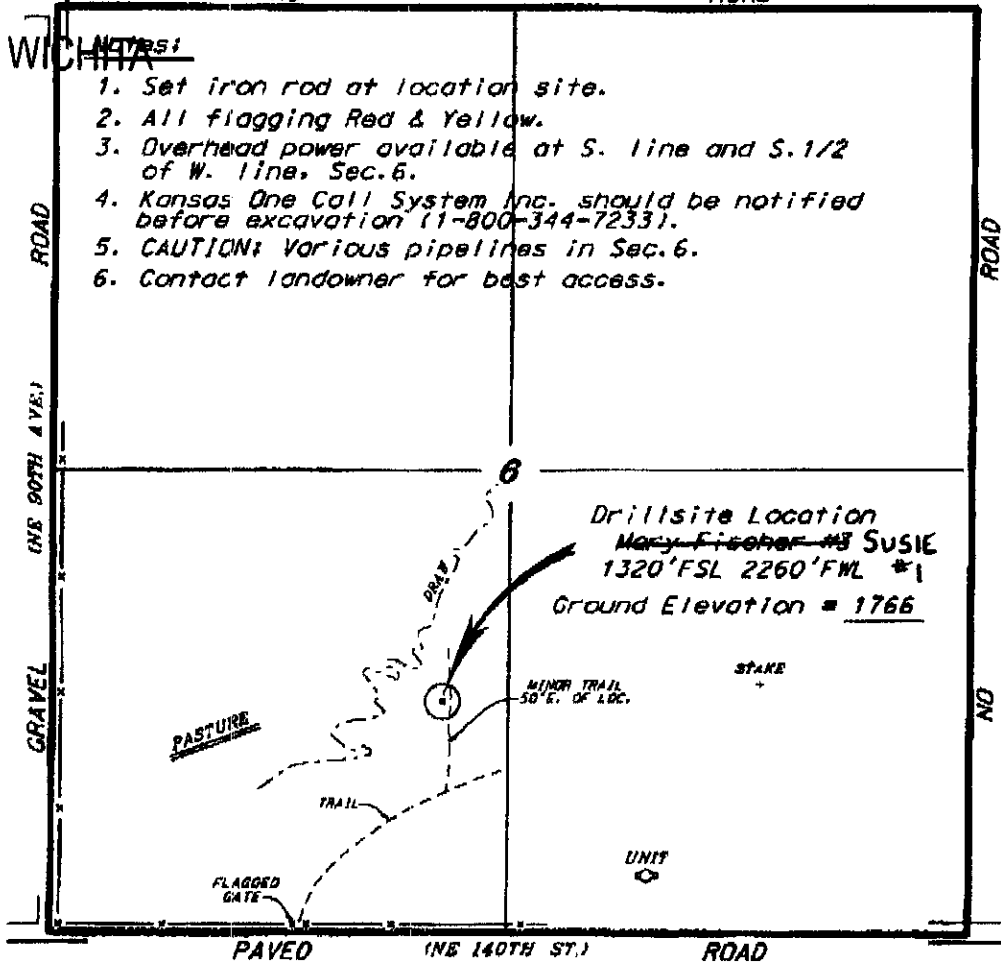 WICHITA
Notes:
1. Set iron rod at location site.
2. All flagging Red & Yellow.
3. Overhead power available at S. line and S.1/2
of W. line, Sec.6.
4. Kansas One Call System Inc. should be notified
before excavation (1-800-344-7233).
5. CAUTION: Various pipelines in Sec.6.
6. Contact landowner for best access.
ROAD
(NE 90TH AVE.)
GRAVEL
ROAD
NO
6
Drillsite Location
Mary Fischer #3 SUSIE
1320'FSL 2260'FWL #1
Ground Elevation = 1766
DRAW
STAKE
MINOR TRAIL
50'E. OF LOC.
PASTURE
TRAIL
UNIT
FLAGGED
GATE
PAVED (NE 140TH ST.) ROAD